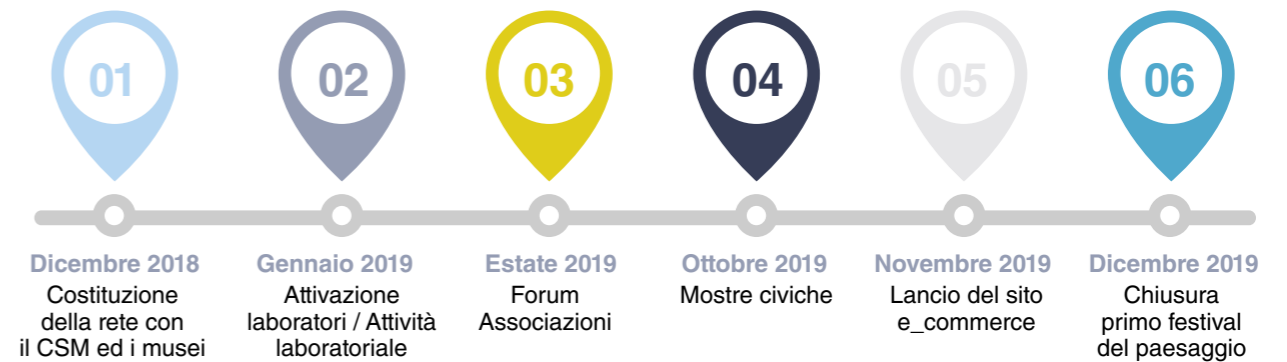 01
02
03
04
05
06
Dicembre 2018
Costituzione
della rete con
il CSM ed i musei
Gennaio 2019
Attivazione
laboratori / Attività
laboratoriale
Estate 2019
Forum
Associazioni
Ottobre 2019
Mostre civiche
Novembre 2019
Lancio del sito
e_commerce
Dicembre 2019
Chiusura
primo festival
del paesaggio